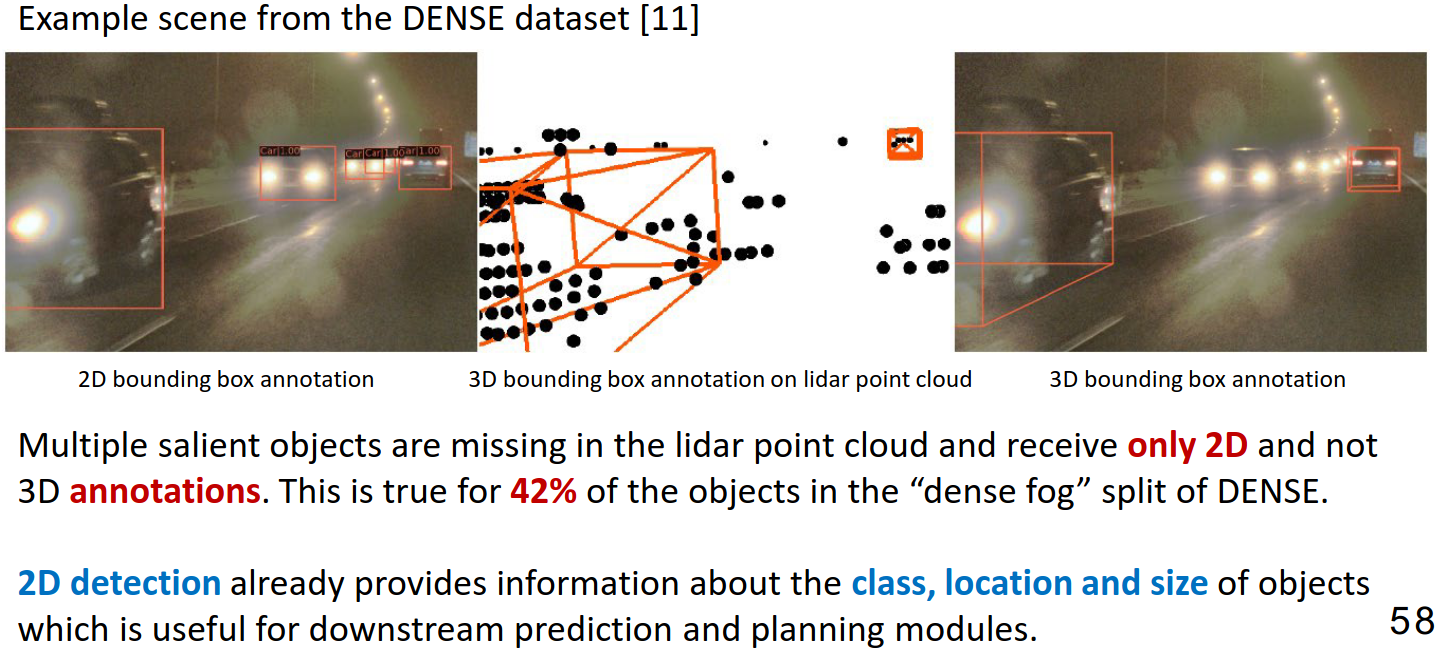 Example scene from the DENSE dataset [11]
Car|1.00
Car Car|1.00 Car|1.00
2D bounding box annotation
3D bounding box annotation on lidar point cloud
3D bounding box annotation
Multiple salient objects are missing in the lidar point cloud and receive only 2D and not
3D annotations. This is true for 42% of the objects in the “dense fog” split of DENSE.
2D detection already provides information about the class, location and size of objects
which is useful for downstream prediction and planning modules.
58